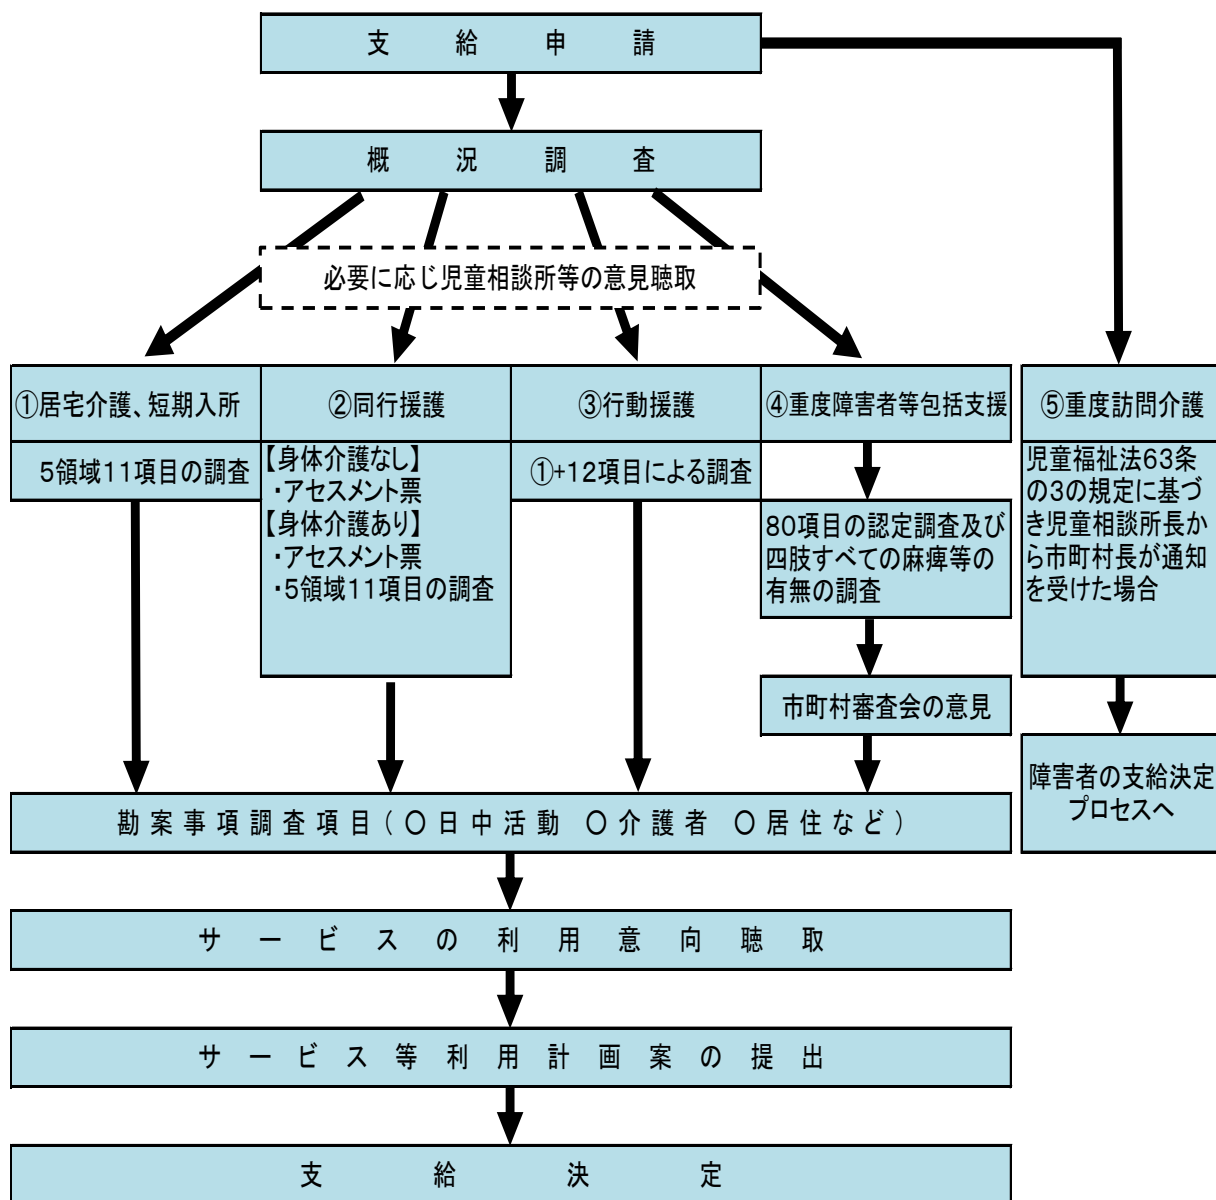 支給申請
概況調査
必要に応じ児童相談所等の意見聴取
①居宅介護、短期入所
5領域11項目の調査
②同行援護
【身体介護なし】
・アセスメント票
【身体介護あり】
・アセスメント票
・5領域11項目の調査
③行動援護
①+12項目による調査
④重度障害者等包括支援
80項目の認定調査及び
四肢すべての麻痺等の
有無の調査
市町村審査会の意見
⑤重度訪問介護
児童福祉法63条
の3の規定に基づ
き児童相談所長か
ら市町村長が通知
を受けた場合
障害者の支給決定
プロセスへ
勘案事項調査項目(〇日中活動 〇介護者 〇居住など)
サービスの利用意向聴取
サービス等利用計画案の提出
支給決定